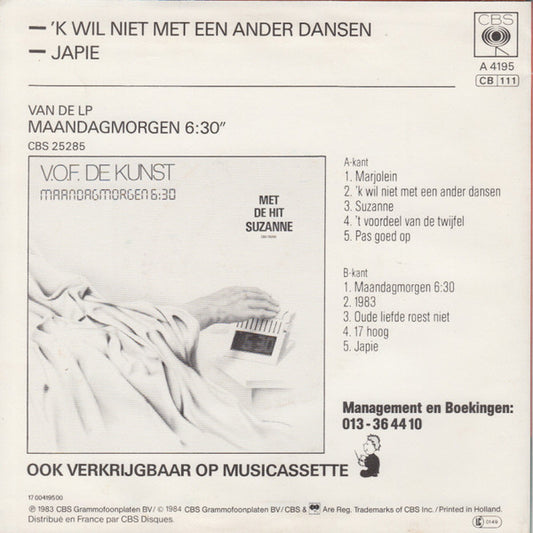 – 'K WIL NIET MET EEN ANDER DANSEN
– JAPIE
CBS
A 4195
CB 111
VAN DE LP
MAANDAGMORGEN 6:30"
CBS 25285
V.O.F. DE KUNST
MAANDAGMORGEN 6:30
MET
DE HIT
SUZANNE
A-kant
1. Marjolein
2. 'k wil niet met een ander dansen
3. Suzanne
4. 't voordeel van de twijfel
5. Pas goed op
B-kant
1. Maandagmorgen 6:30
2. 1983
3. Oude liefde roest niet
4. 17 hoog
5. Japie
Management en Boekingen:
013-36 44 10
OOK VERKRIJGBAAR OP MUSICASSETTE
17 00419500
℗ 1983 CBS Grammofoonplaten BV/ © 1984 CBS Grammofoonplaten BV/CBS & Are Reg. Trademarks of CBS Inc./Printed in Holland.
Distribué en France par CBS Disques.
LC 0149